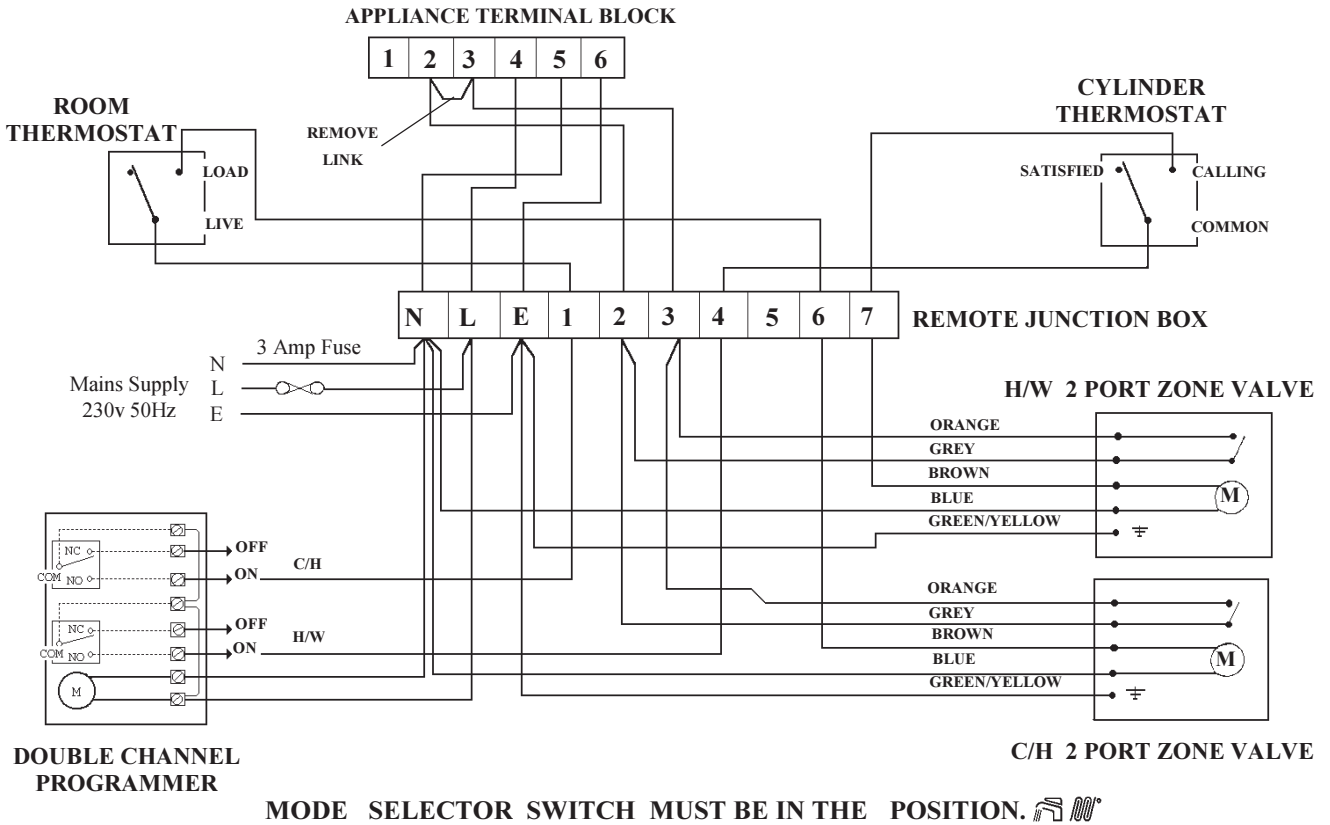 APPLIANCE TERMINAL BLOCK
1 2 3 4 5 6
ROOM
THERMOSTAT
REMOVE
LINK
LOAD
LIVE
CYLINDER
THERMOSTAT
SATISFIED
CALLING
COMMON
N L E 1 2 3 4 5 6 7
REMOTE JUNCTION BOX
3 Amp Fuse
Mains Supply
230v 50Hz
N
L
E
H/W 2 PORT ZONE VALVE
ORANGE
GREY
BROWN
BLUE
GREEN/YELLOW
M
NC
COM
NO
OFF
ON
C/H
NC
COM
NO
OFF
ON
H/W
M
ORANGE
GREY
BROWN
BLUE
GREEN/YELLOW
M
DOUBLE CHANNEL
PROGRAMMER
C/H 2 PORT ZONE VALVE
MODE SELECTOR SWITCH MUST BE IN THE POSITION.